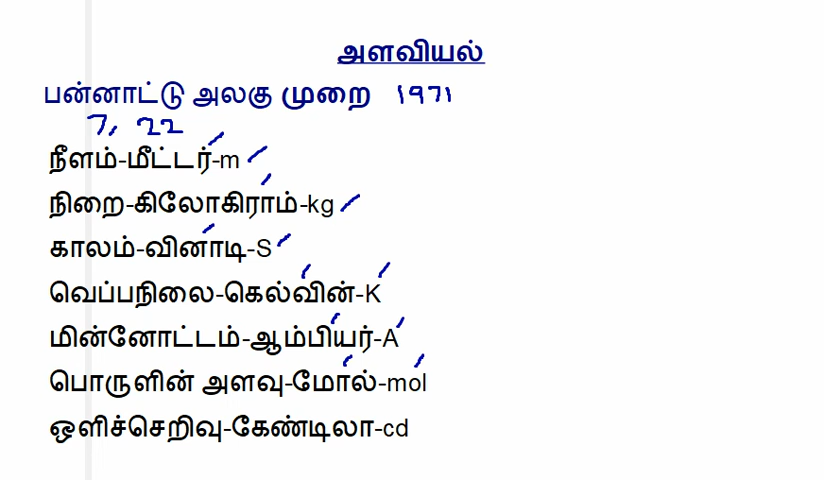 அளவியல்
பன்னாட்டு அலகு முறை 1971
7, 22
நீளம்-மீட்டர்-m
நிறை-கிலோகிராம்-kg
காலம்-வினாடி-S
வெப்பநிலை-கெல்வின்-K
மின்னோட்டம்-ஆம்பியர்-A
பொருளின் அளவு-மோல்-mol
ஒளிச்செறிவு-கேண்டிலா-cd